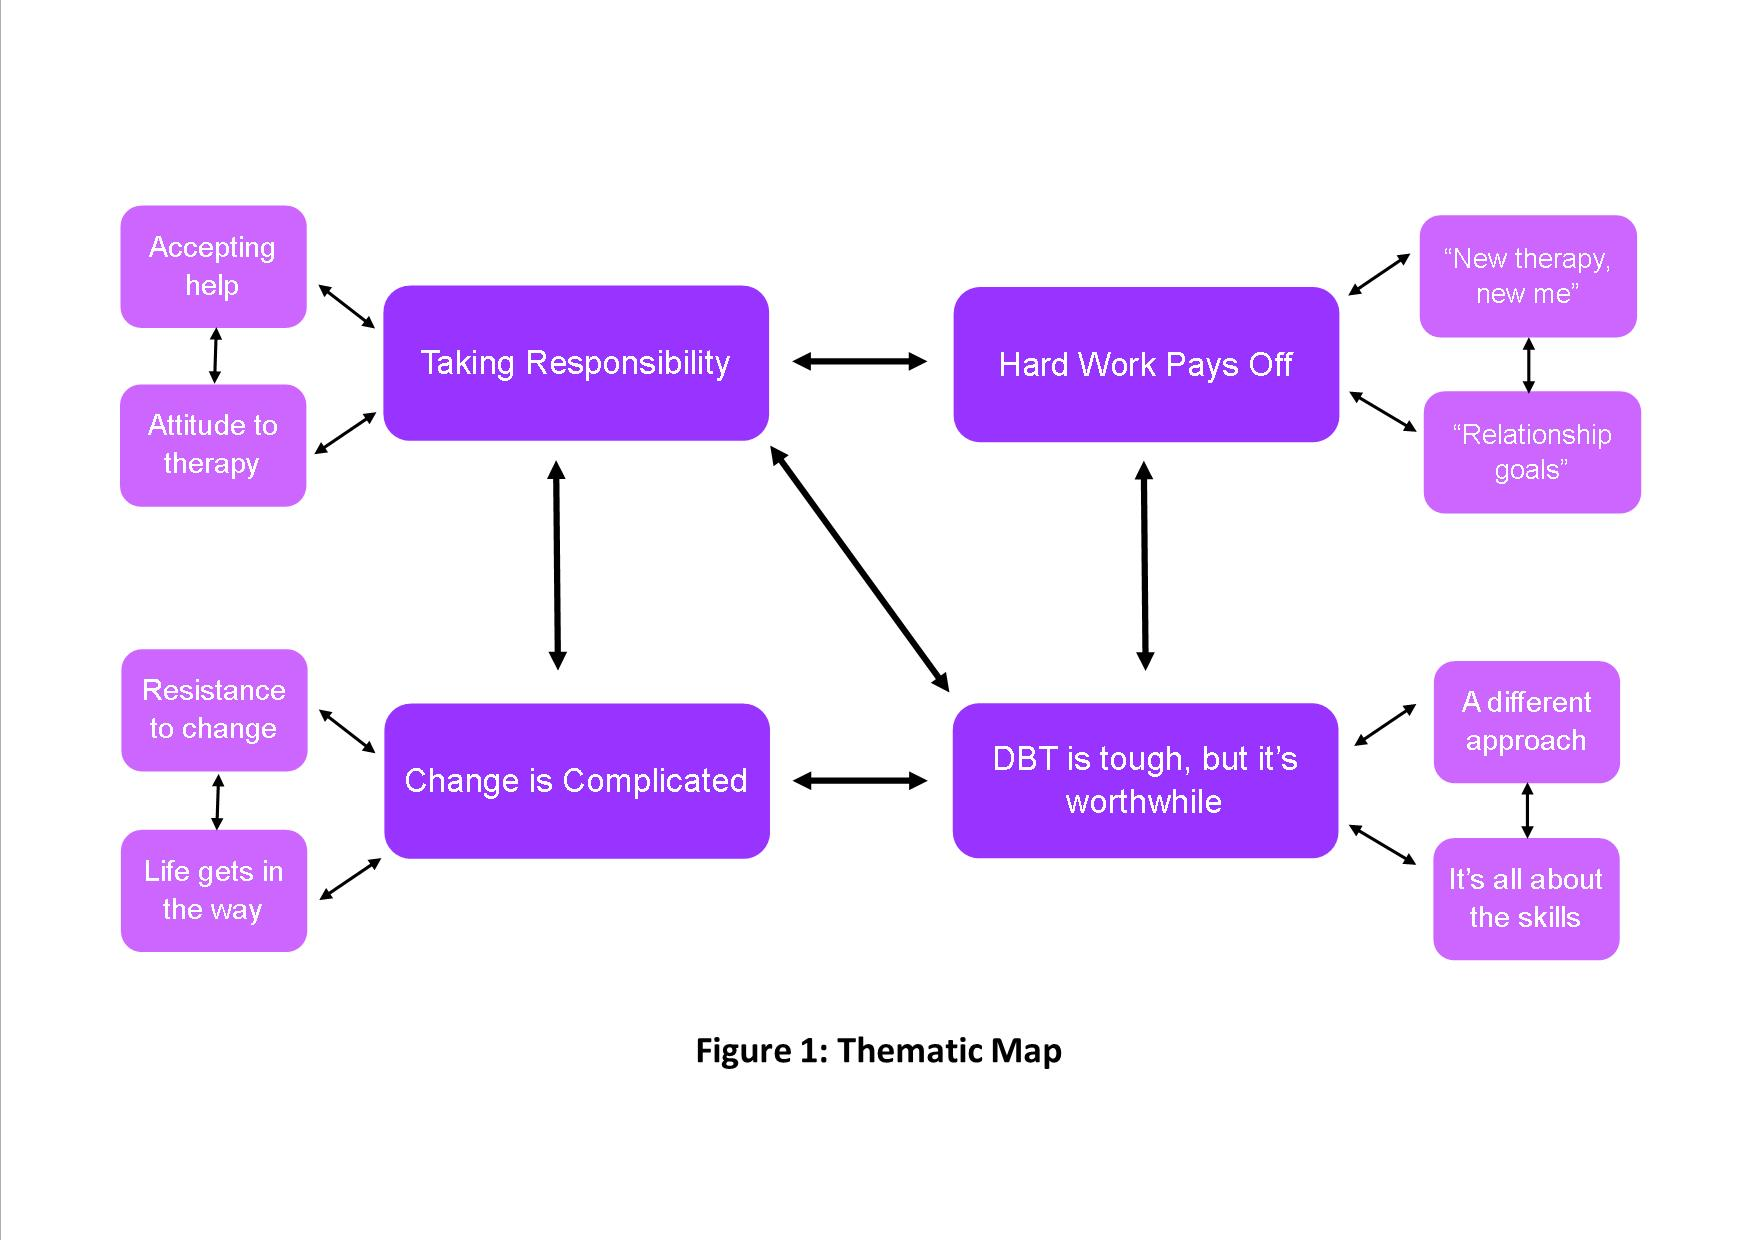 Accepting
help
Attitude to
therapy
Taking Responsibility
Hard Work Pays Off
“New therapy,
new me”
“Relationship
goals”
Resistance
to change
Life gets in
the way
Change is Complicated
DBT is tough, but it’s
worthwhile
A different
approach
It’s all about
the skills
Figure 1: Thematic Map